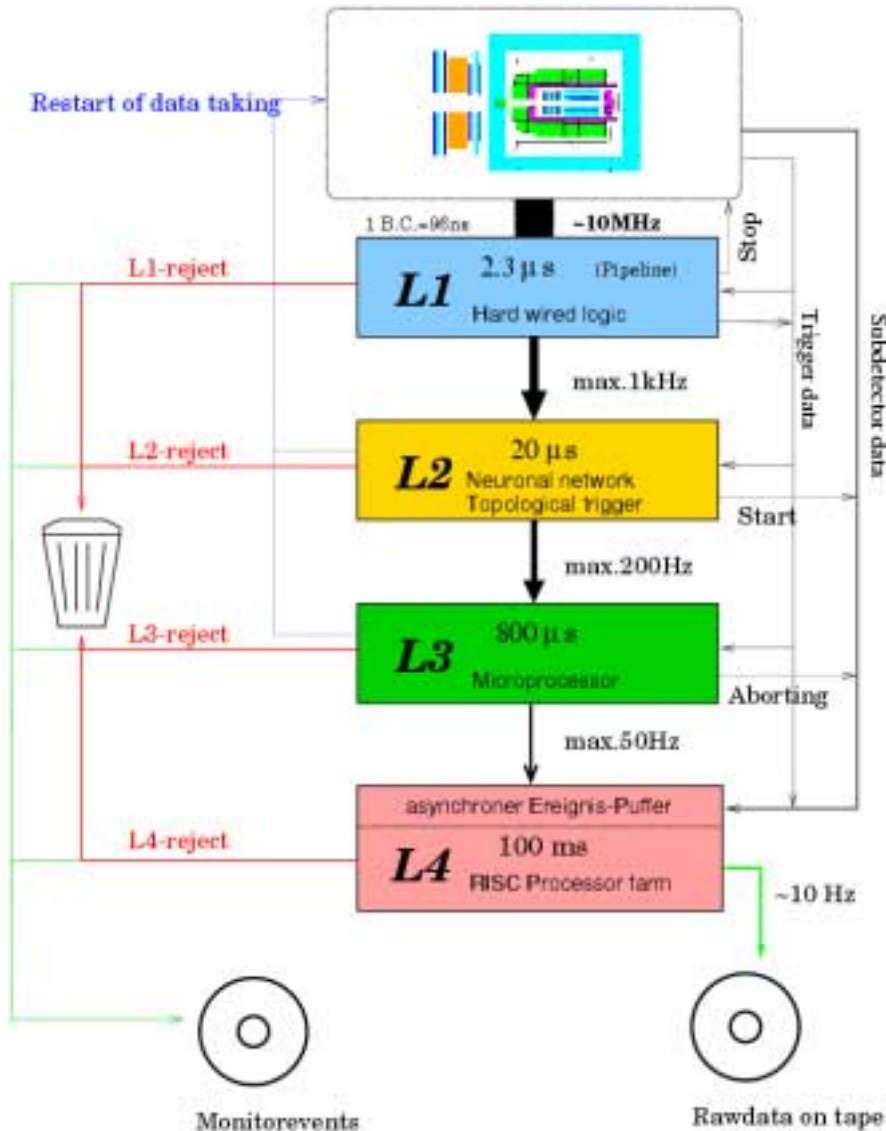 Restart of data taking
1 B.C.=96ns
~10MHz
Stop
L1-reject
L1
2.3 µs
(Pipeline)
Hard wired logic
Trigger data
Subdetector data
max.1kHz
L2-reject
L2
20 µs
Neuronal network
Topological trigger
Start
max.200Hz
L3-reject
L3
800 µs
Microprocessor
Aborting
max.50Hz
asynchroner Ereignis-Puffer
L4-reject
L4
100 ms
RISC Processor farm
~10 Hz
Monitorevents
Rawdata on tape